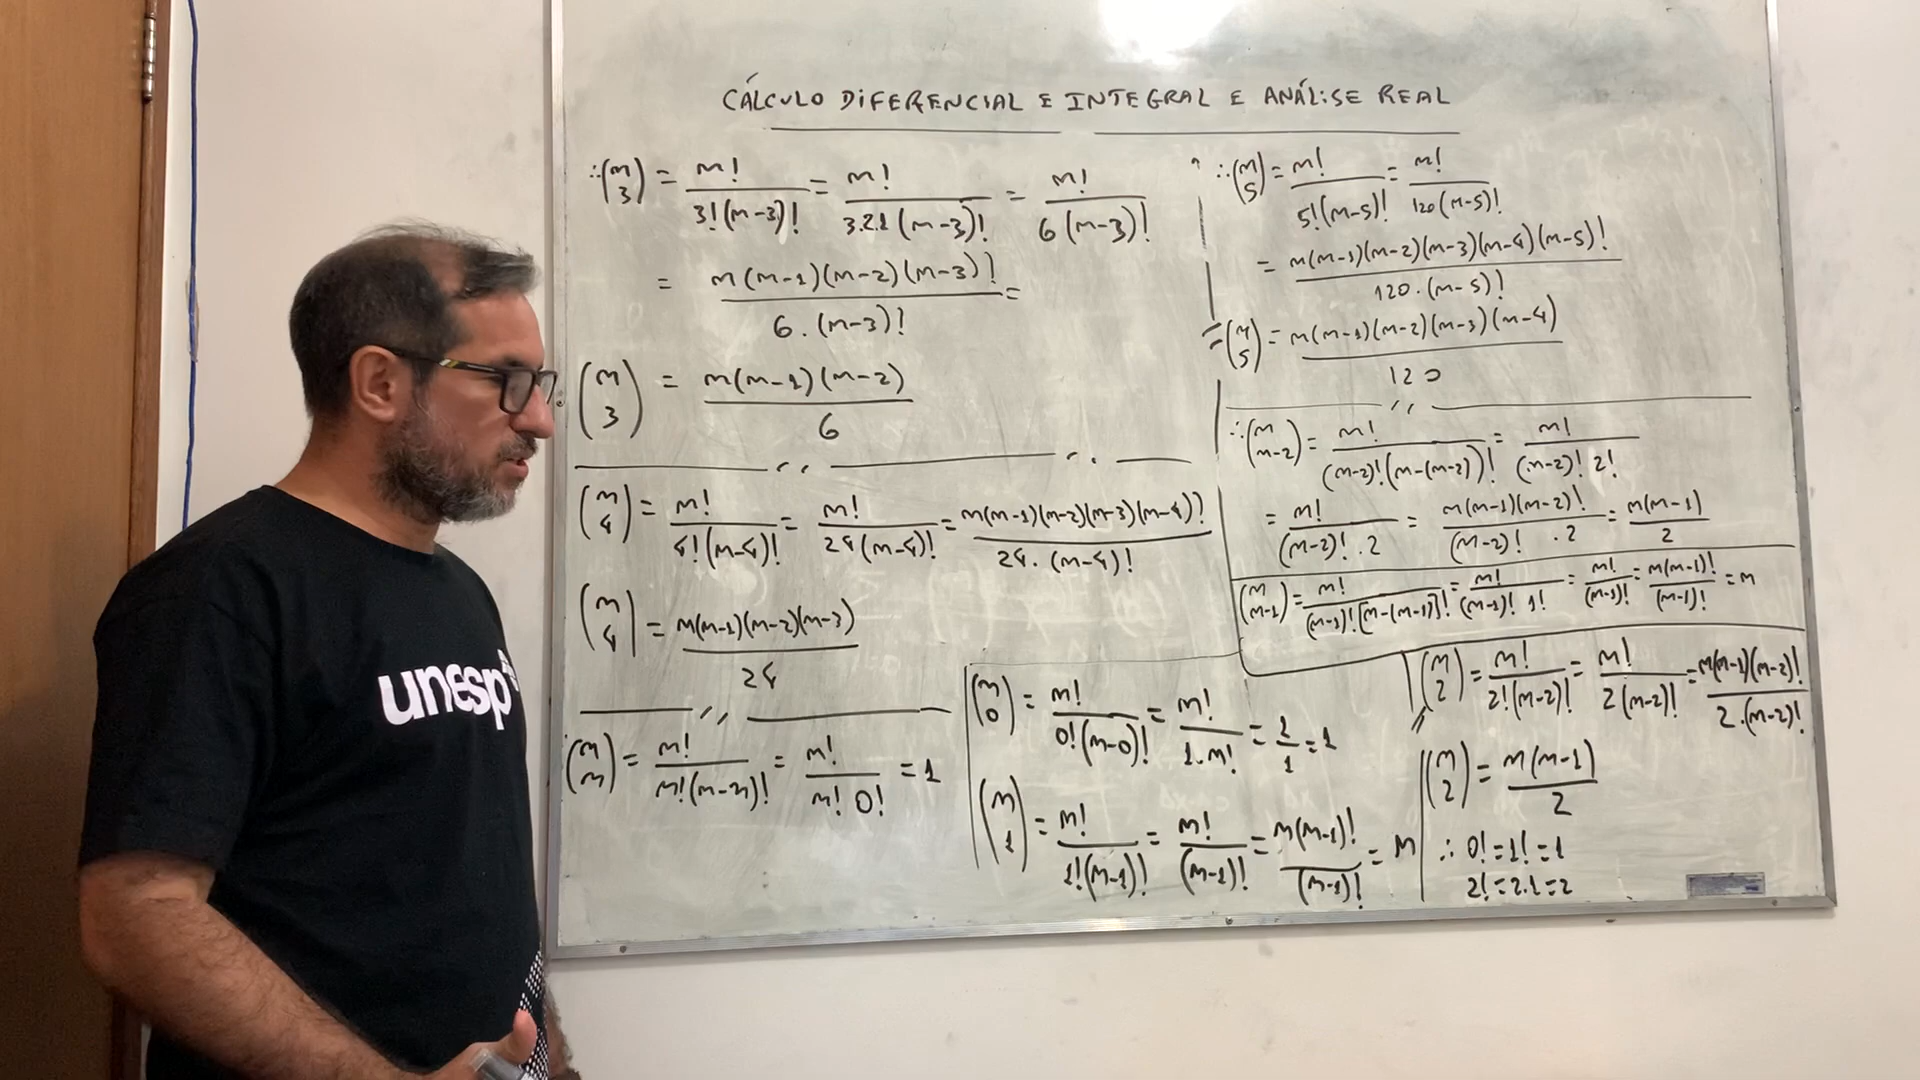 CÁLCULO DIFERENCIAL E INTEGRAL E ANÁLISE REAL
∴ (n 3) = n! / 3!(n-3)! = n! / 3.2.1(n-3)! = n! / 6(n-3)!
= n(n-1)(n-2)(n-3)! / 6.(n-3)! =
(n 3) = n(n-1)(n-2) / 6
(n 4) = n! / 4!(n-4)! = n! / 24(n-4)! = n(n-1)(n-2)(n-3)(n-4)! / 24.(n-4)!
(n 4) = n(n-1)(n-2)(n-3) / 24
(n n) = n! / n!(n-n)! = n! / n! 0! = 1
(n 0) = n! / 0!(n-0)! = n! / 1.n! = 1/1 = 1
(n 1) = n! / 1!(n-1)! = n! / (n-1)! = n(n-1)! / (n-1)! = n
∴ (n 5) = n! / 5!(n-5)! = n! / 120(n-5)!
= n(n-1)(n-2)(n-3)(n-4)(n-5)! / 120.(n-5)!
(n 5) = n(n-1)(n-2)(n-3)(n-4) / 120
∴ (n n-2) = n! / (n-2)!(n-(n-2))! = n! / (n-2)! 2!
= n! / (n-2)! . 2 = n(n-1)(n-2)! / (n-2)! . 2 = n(n-1) / 2
(n n-1) = n! / (n-1)![n-(n-1)]! = n! / (n-1)! 1! = n! / (n-1)! = n(n-1)! / (n-1)! = n
(n 2) = n! / 2!(n-2)! = n! / 2(n-2)! = n(n-1)(n-2)! / 2.(n-2)!
(n 2) = n(n-1) / 2
∴ 0! = 1! = 1
2! = 2.1 = 2
unesp